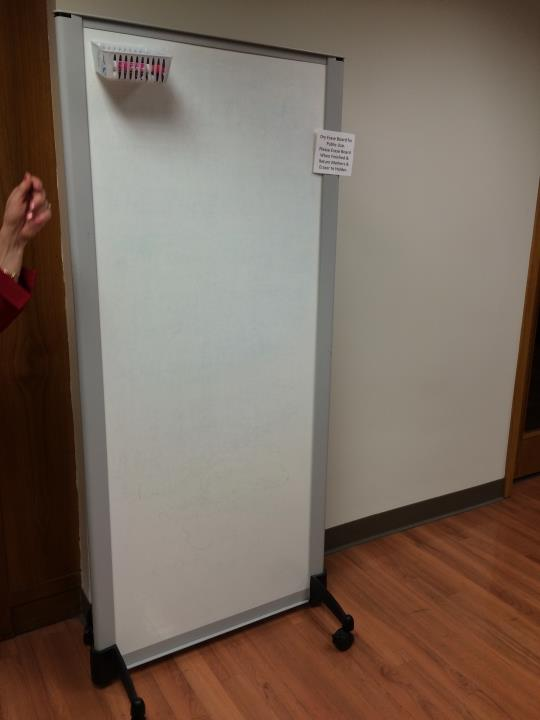 Dry Erase Board for
Public Use.
Please Erase Board
When Finished &
Return Markers &
Eraser to Holder.